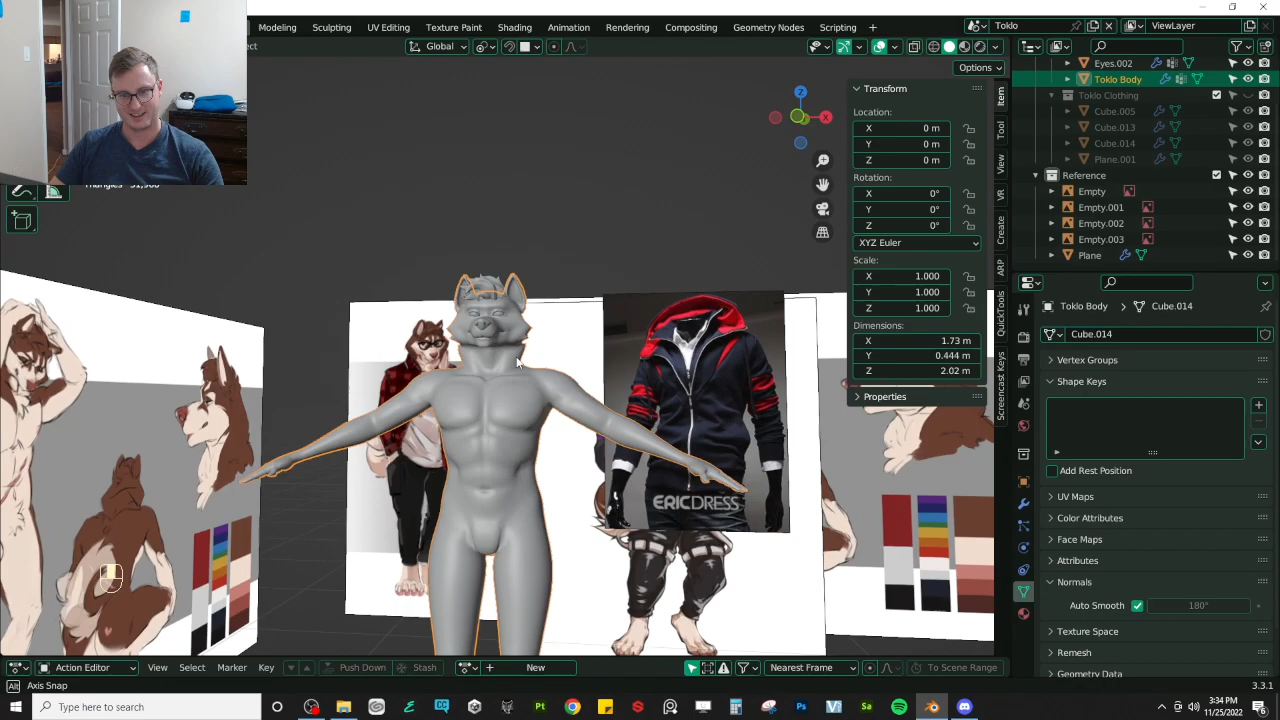 Modeling Sculpting UV Editing Texture Paint Shading Animation Rendering Compositing Geometry Nodes Scripting +
Toklo
ViewLayer
Global
Options
Transform
Location:
X 0 m
Y 0 m
Z 0 m
Rotation:
X 0°
Y 0°
Z 0°
XYZ Euler
Scale:
X 1.000
Y 1.000
Z 1.000
Dimensions:
X 1.73 m
Y 0.444 m
Z 2.02 m
Properties
Item
Tool
View
VR
Create
ARP
QuickTools
Screencast Keys
X
Z
ERICDRESS
Eyes.002
Toklo Body
Toklo Clothing
Cube.005
Cube.013
Cube.014
Plane.001
Reference
Empty
Empty.001
Empty.002
Empty.003
Plane
Toklo Body > Cube.014
Cube.014
Vertex Groups
Shape Keys
Add Rest Position
UV Maps
Color Attributes
Face Maps
Attributes
Normals
Auto Smooth 180°
Texture Space
Remesh
Geometry Data
Action Editor View Select Marker Key Push Down Stash New Nearest Frame To Scene Range
Alt Axis Snap
3.3.1
Type here to search
3:34 PM
11/25/2022